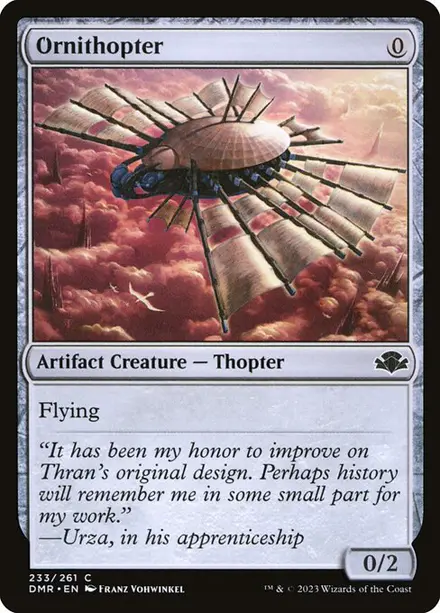 Ornithopter
0
Artifact Creature — Thopter
Flying
“It has been my honor to improve on
Thran’s original design. Perhaps history
will remember me in some small part for
my work.”
—Urza, in his apprenticeship
0/2
233/261 C
DMR • EN Franz Vohwinkel
™ & © 2023 Wizards of the Coast